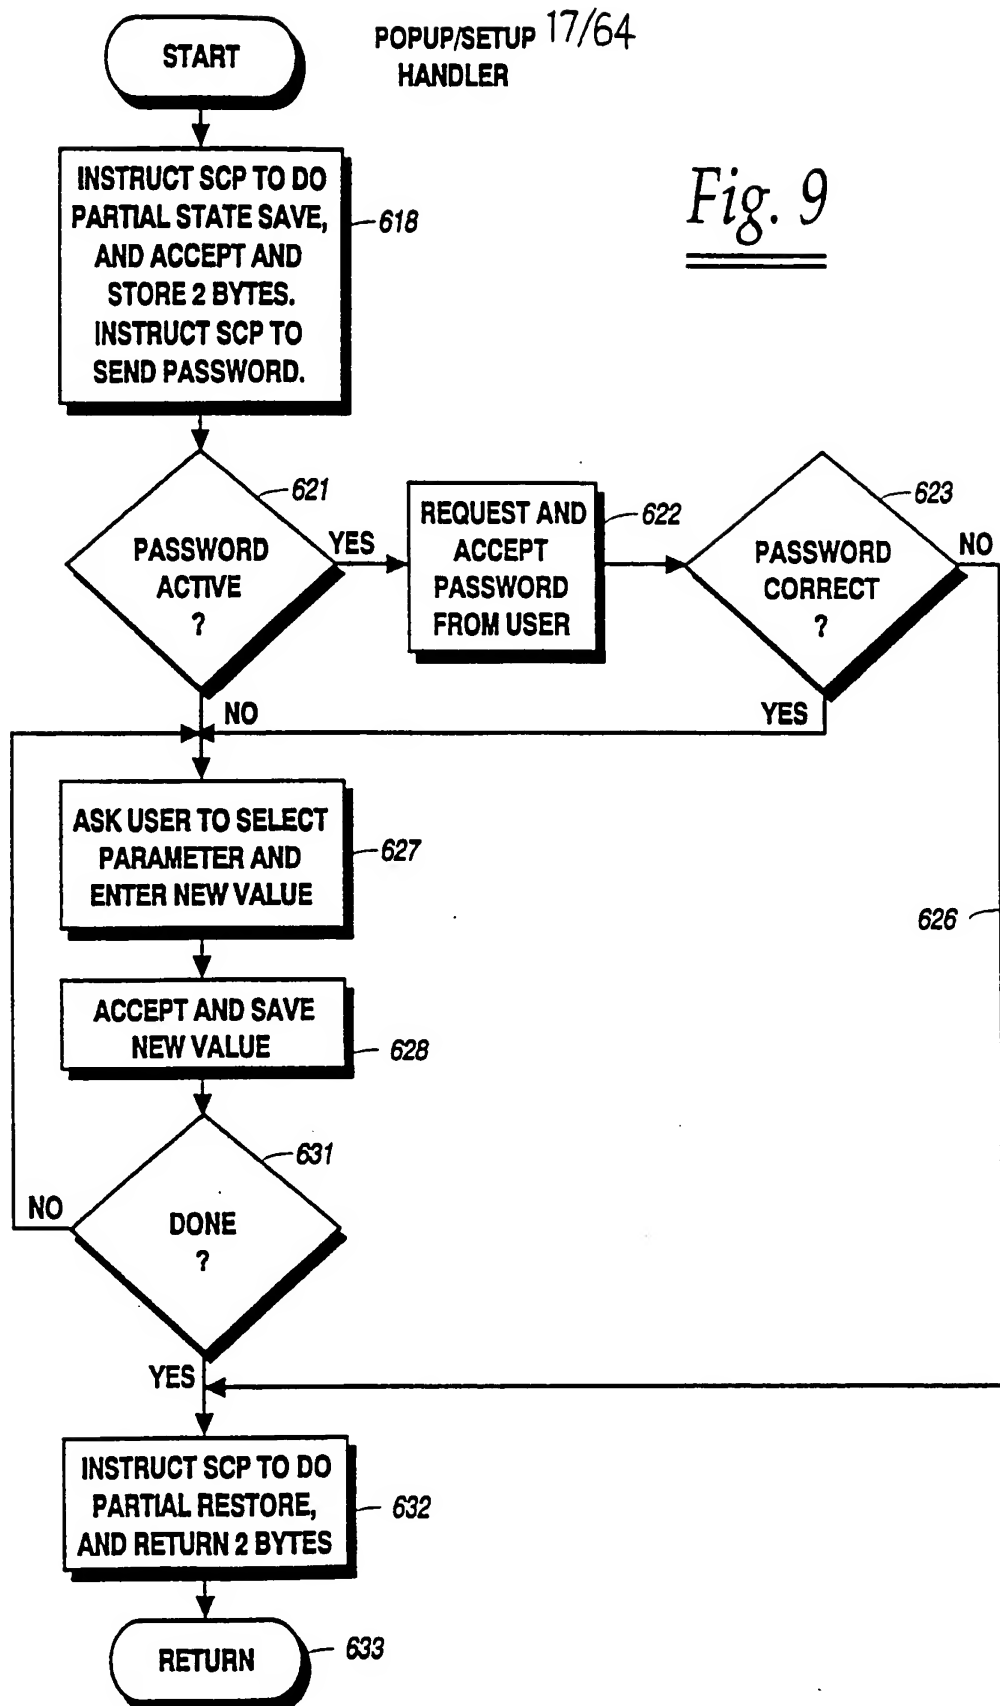 START
POPUP/SETUP 17/64
HANDLER
Fig. 9
INSTRUCT SCP TO DO
PARTIAL STATE SAVE,
AND ACCEPT AND
STORE 2 BYTES.
INSTRUCT SCP TO
SEND PASSWORD.
618
PASSWORD
ACTIVE
?
621
YES
NO
REQUEST AND
ACCEPT
PASSWORD
FROM USER
622
PASSWORD
CORRECT
?
623
NO
YES
626
ASK USER TO SELECT
PARAMETER AND
ENTER NEW VALUE
627
ACCEPT AND SAVE
NEW VALUE
628
DONE
?
631
NO
YES
INSTRUCT SCP TO DO
PARTIAL RESTORE,
AND RETURN 2 BYTES
632
RETURN
633